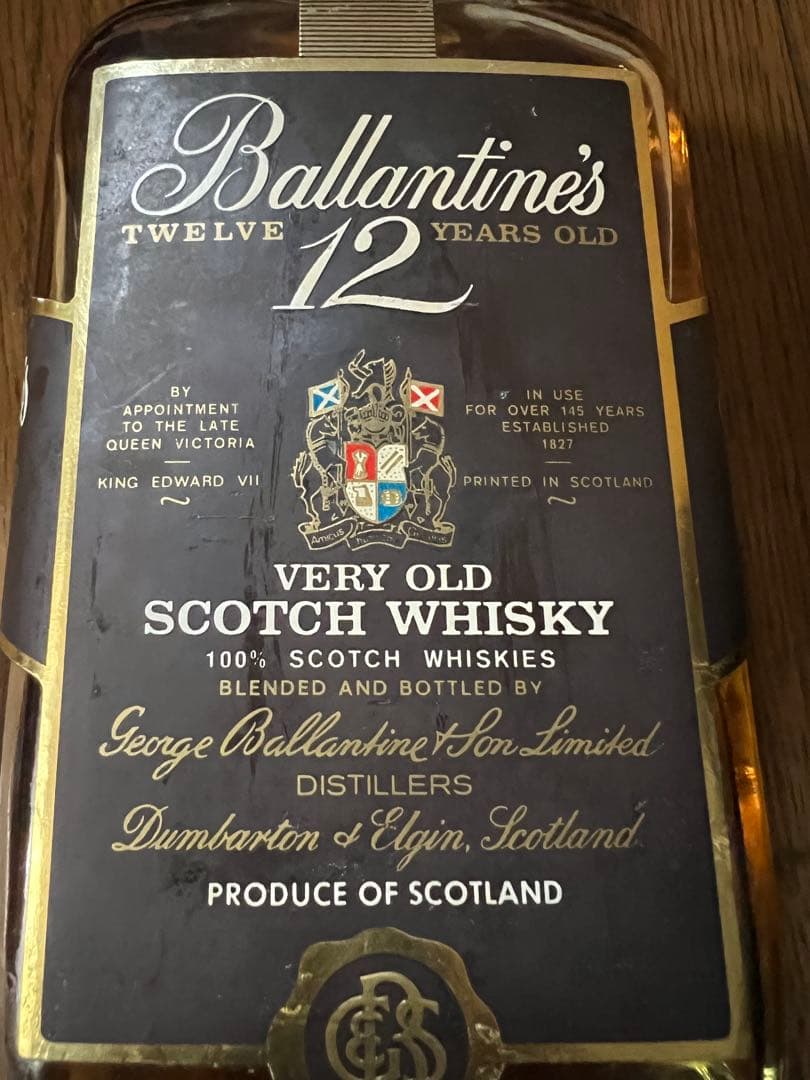 Ballantine's
TWELVE 12 YEARS OLD
BY
APPOINTMENT
TO THE LATE
QUEEN VICTORIA
KING EDWARD VII
IN USE
FOR OVER 145 YEARS
ESTABLISHED
1827
PRINTED IN SCOTLAND
AMICUS
VERY OLD
SCOTCH WHISKY
100% SCOTCH WHISKIES
BLENDED AND BOTTLED BY
George Ballantine & Son Limited
DISTILLERS
Dumbarton & Elgin, Scotland
PRODUCE OF SCOTLAND